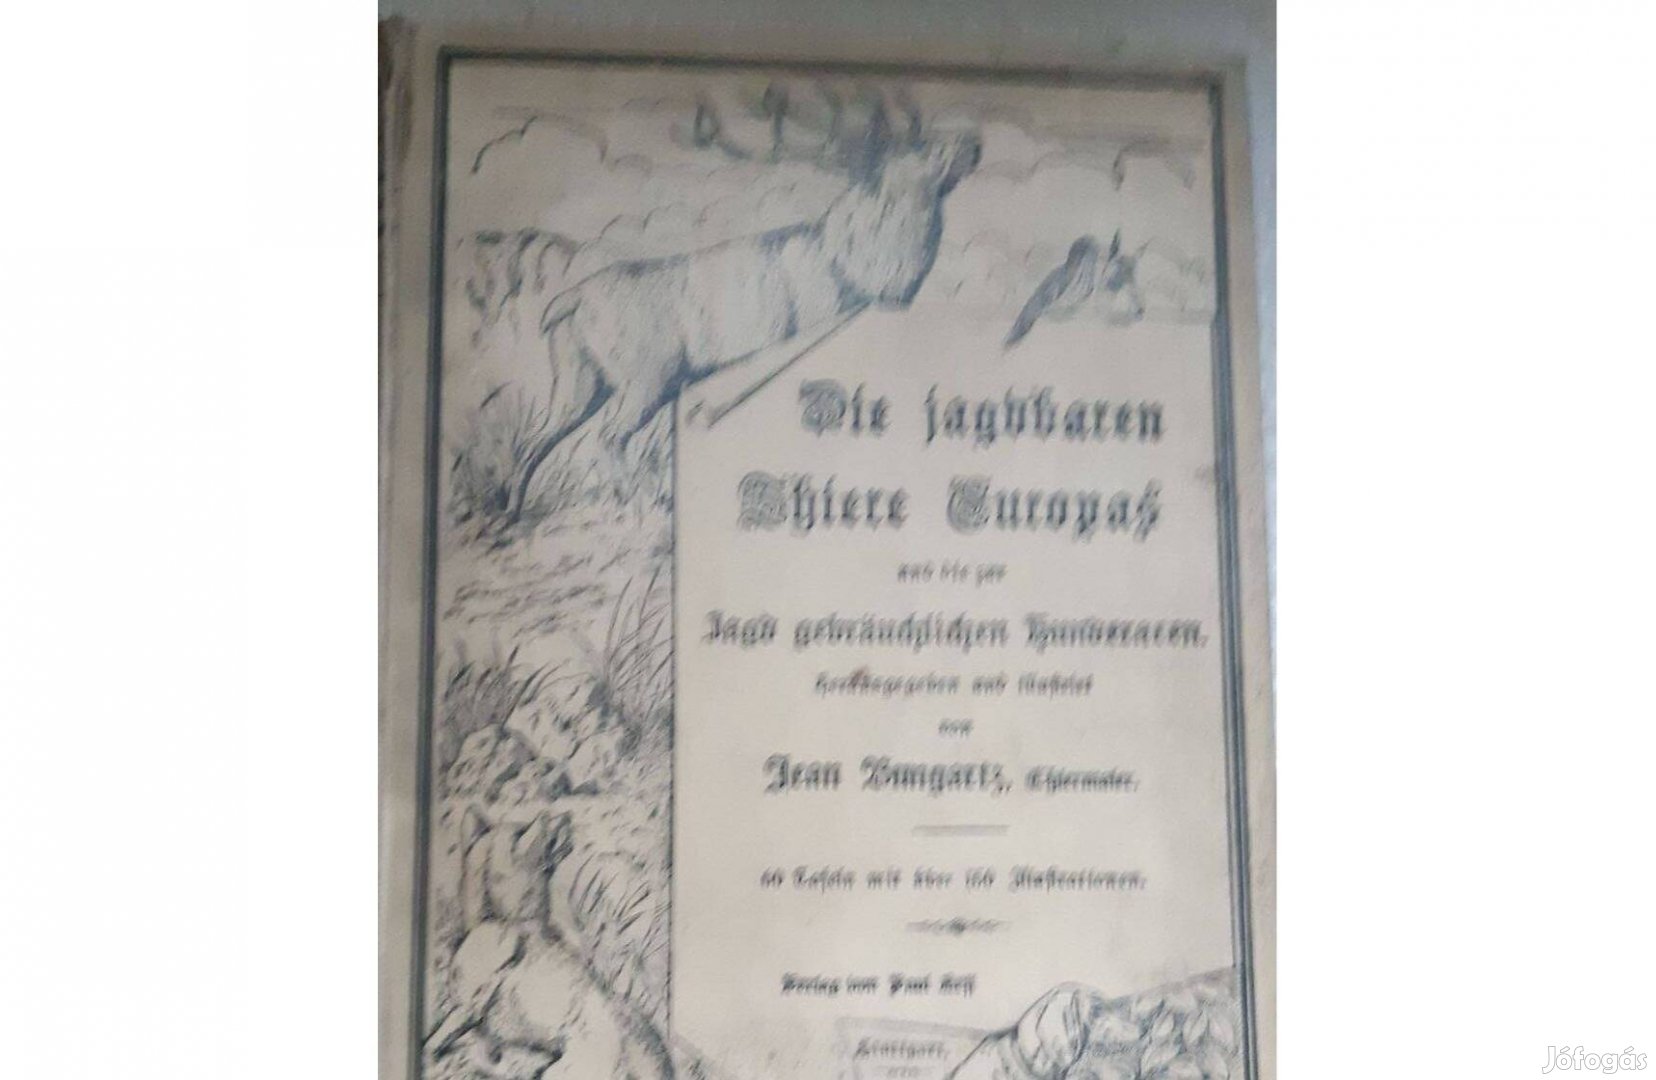 Die jagdbaren
Thiere Europas
und die zur
Jagd gebräuchlichen Hunderacen,
herausgegeben und illustrirt
von
Jean Bungartz, Thiermaler.
60 Tafeln mit über 150 Illustrationen.
Verlag von Paul Neff
Stuttgart,
Jófogás